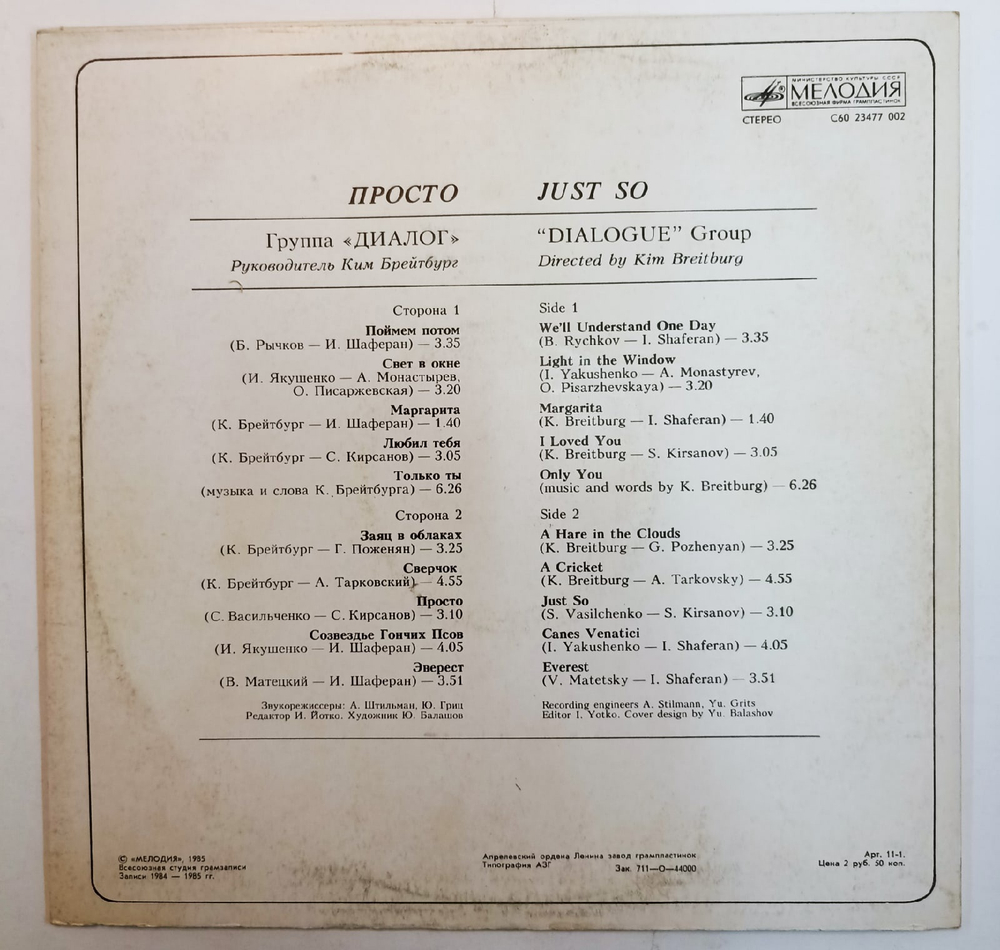 МИНИСТЕРСТВО КУЛЬТУРЫ СССР
МЕЛОДИЯ
ВСЕСОЮЗНАЯ ФИРМА ГРАМПЛАСТИНОК
СТЕРЕО С60 23477 002
ПРОСТО
Группа «ДИАЛОГ»
Руководитель Ким Брейтбург
Сторона 1
Поймем потом
(Б. Рычков — И. Шаферан) — 3.35
Свет в окне
(И. Якушенко — А. Монастырев,
О. Писаржевская) — 3.20
Маргарита
(К. Брейтбург — И. Шаферан) — 1.40
Любил тебя
(К. Брейтбург — С. Кирсанов) — 3.05
Только ты
(музыка и слова К. Брейтбурга) — 6.26
Сторона 2
Заяц в облаках
(К. Брейтбург — Г. Поженян) — 3.25
Сверчок
(К. Брейтбург — А. Тарковский) — 4.55
Просто
(С. Васильченко — С. Кирсанов) — 3.10
Созвездье Гончих Псов
(И. Якушенко — И. Шаферан) — 4.05
Эверест
(В. Матецкий — И. Шаферан) — 3.51
Звукорежиссеры: А. Штильман, Ю. Гриц
Редактор И. Йотко. Художник Ю. Балашов
JUST SO
“DIALOGUE” Group
Directed by Kim Breitburg
Side 1
We'll Understand One Day
(B. Rychkov — I. Shaferan) — 3.35
Light in the Window
(I. Yakushenko — A. Monastyrev,
O. Pisarzhevskaya) — 3.20
Margarita
(K. Breitburg — I. Shaferan) — 1.40
I Loved You
(K. Breitburg — S. Kirsanov) — 3.05
Only You
(music and words by K. Breitburg) — 6.26
Side 2
A Hare in the Clouds
(K. Breitburg — G. Pozhenyan) — 3.25
A Cricket
(K. Breitburg — A. Tarkovsky) — 4.55
Just So
(S. Vasilchenko — S. Kirsanov) — 3.10
Canes Venatici
(I. Yakushenko — I. Shaferan) — 4.05
Everest
(V. Matetsky — I. Shaferan) — 3.51
Recording engineers A. Stilmann, Yu. Grits
Editor I. Yotko. Cover design by Yu. Balashov
© «МЕЛОДИЯ», 1985
Всесоюзная студия грамзаписи
Записи 1984 — 1985 гг.
Апрелевский ордена Ленина завод грампластинок
Типография АЗГ Зак. 711—О—44000
Арт. 11-1.
Цена 2 руб. 50 коп.